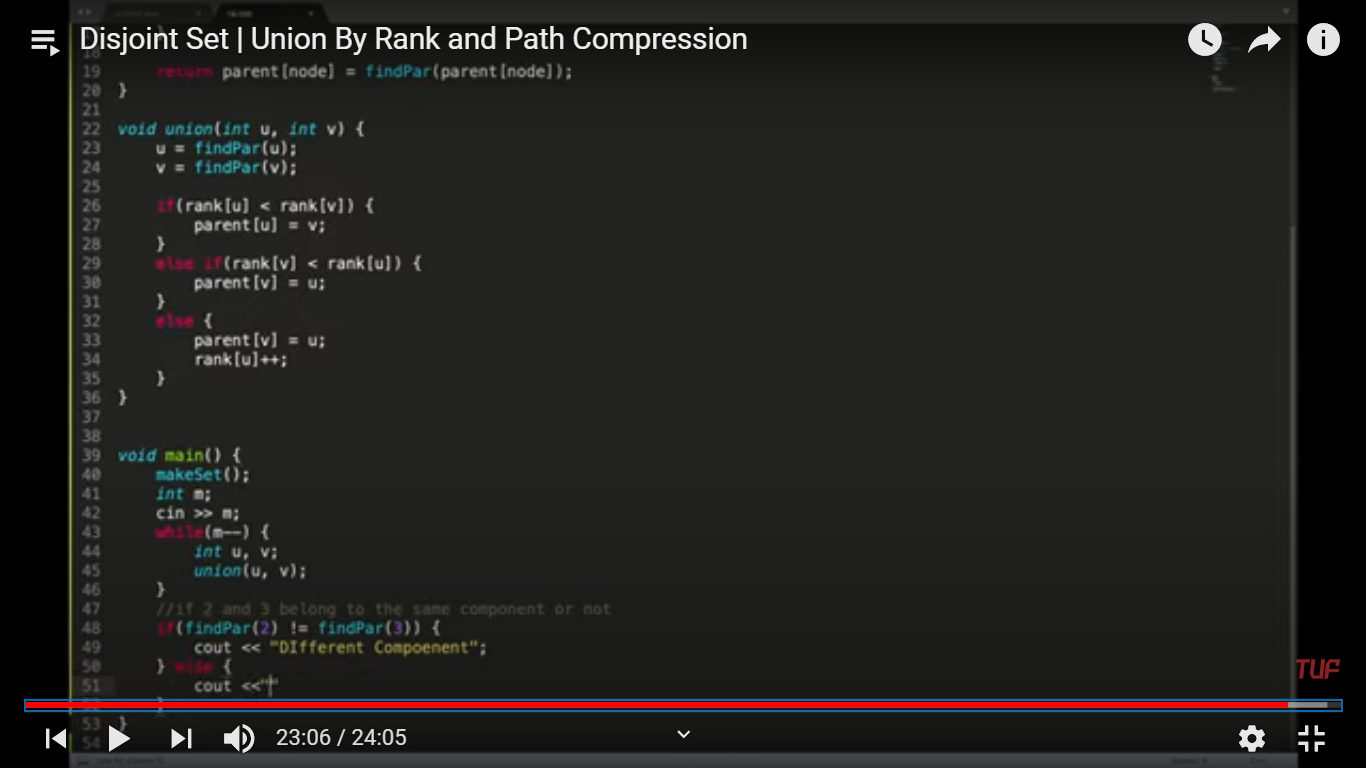 Disjoint Set | Union By Rank and Path Compression
18 }
19 return parent[node] = findPar(parent[node]);
20 }
21
22 void union(int u, int v) {
23 u = findPar(u);
24 v = findPar(v);
25
26 if(rank[u] < rank[v]) {
27 parent[u] = v;
28 }
29 else if(rank[v] < rank[u]) {
30 parent[v] = u;
31 }
32 else {
33 parent[v] = u;
34 rank[u]++;
35 }
36 }
37
38
39 void main() {
40 makeSet();
41 int m;
42 cin >> m;
43 while(m--) {
44 int u, v;
45 union(u, v);
46 }
47 //if 2 and 3 belong to the same component or not
48 if(findPar(2) != findPar(3)) {
49 cout << "DIfferent Compoenent";
50 } else {
51 cout <<""
52 }
53 }
54
TUF
23:06 / 24:05